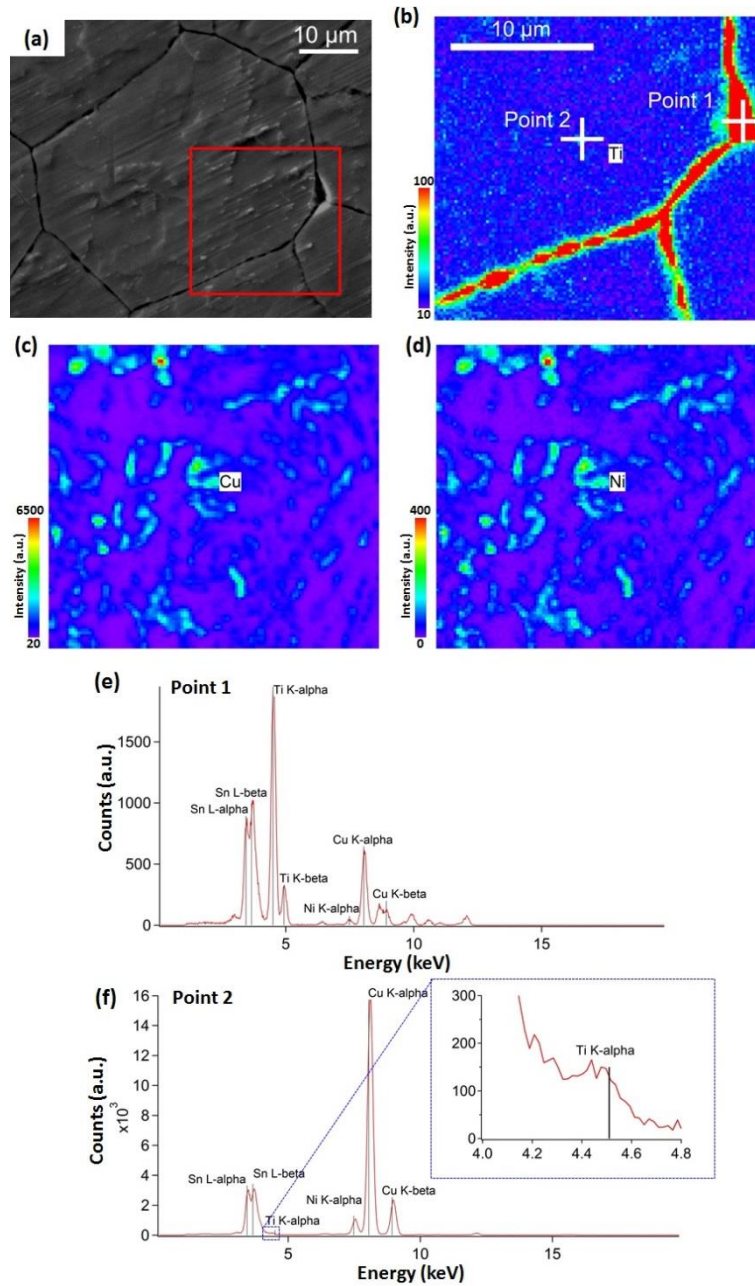 (a)
10 µm
(b)
10 µm
Point 1
Point 2
Ti
100
Intensity (a.u.)
10
(c)
Cu
6500
Intensity (a.u.)
20
(d)
Ni
400
Intensity (a.u.)
0
(e)
Point 1
Counts (a.u.)
1500
1000
500
0
Ti K-alpha
Sn L-beta
Sn L-alpha
Ti K-beta
Cu K-alpha
Ni K-alpha
Cu K-beta
5
10
15
Energy (keV)
(f)
Point 2
Counts (a.u.)
x10³
16
14
12
10
8
6
4
2
0
Cu K-alpha
Sn L-alpha
Sn L-beta
Ti K-alpha
Ni K-alpha
Cu K-beta
5
10
15
Energy (keV)
300
200
100
0
Ti K-alpha
4.0
4.2
4.4
4.6
4.8